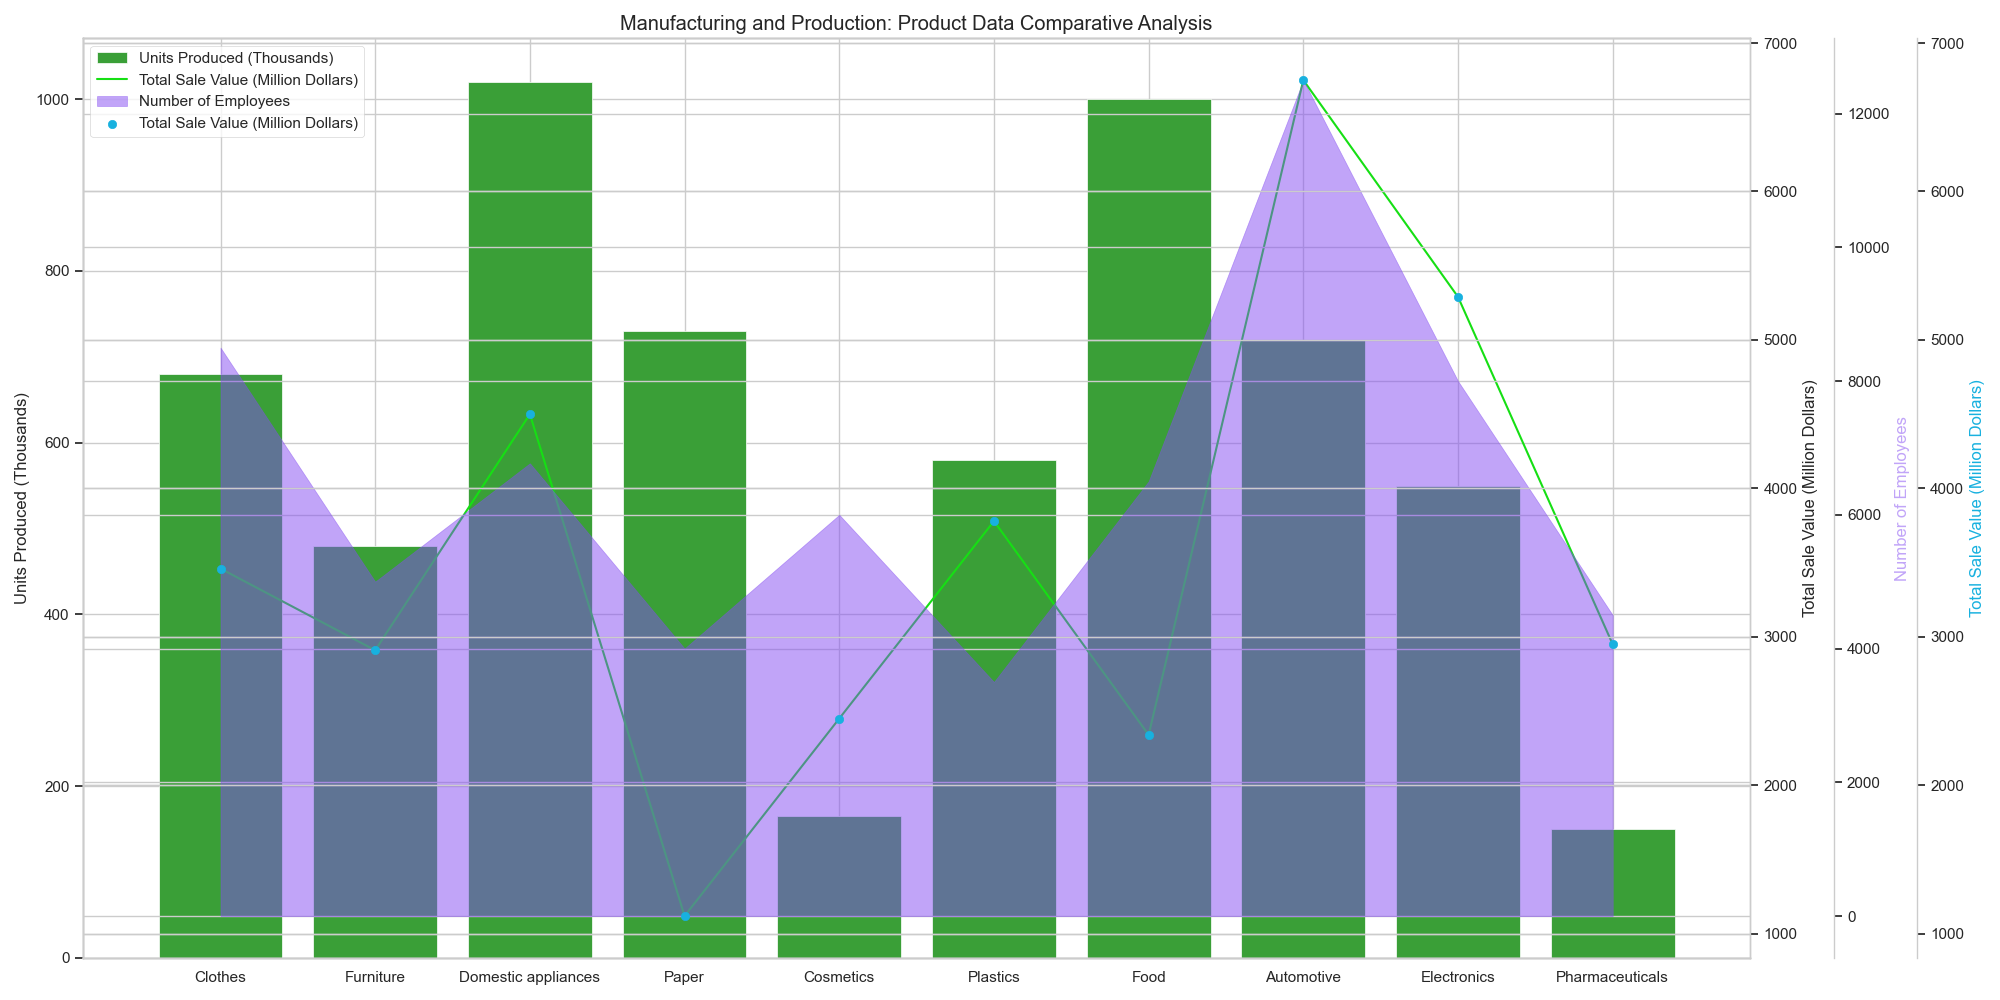 Manufacturing and Production: Product Data Comparative Analysis
Units Produced (Thousands)
Total Sale Value (Million Dollars)
Number of Employees
Total Sale Value (Million Dollars)
Units Produced (Thousands)
1000
800
600
400
200
0
Clothes
Furniture
Domestic appliances
Paper
Cosmetics
Plastics
Food
Automotive
Electronics
Pharmaceuticals
7000
6000
5000
4000
3000
2000
1000
Total Sale Value (Million Dollars)
12000
10000
8000
6000
4000
2000
0
Number of Employees
7000
6000
5000
4000
3000
2000
1000
Total Sale Value (Million Dollars)